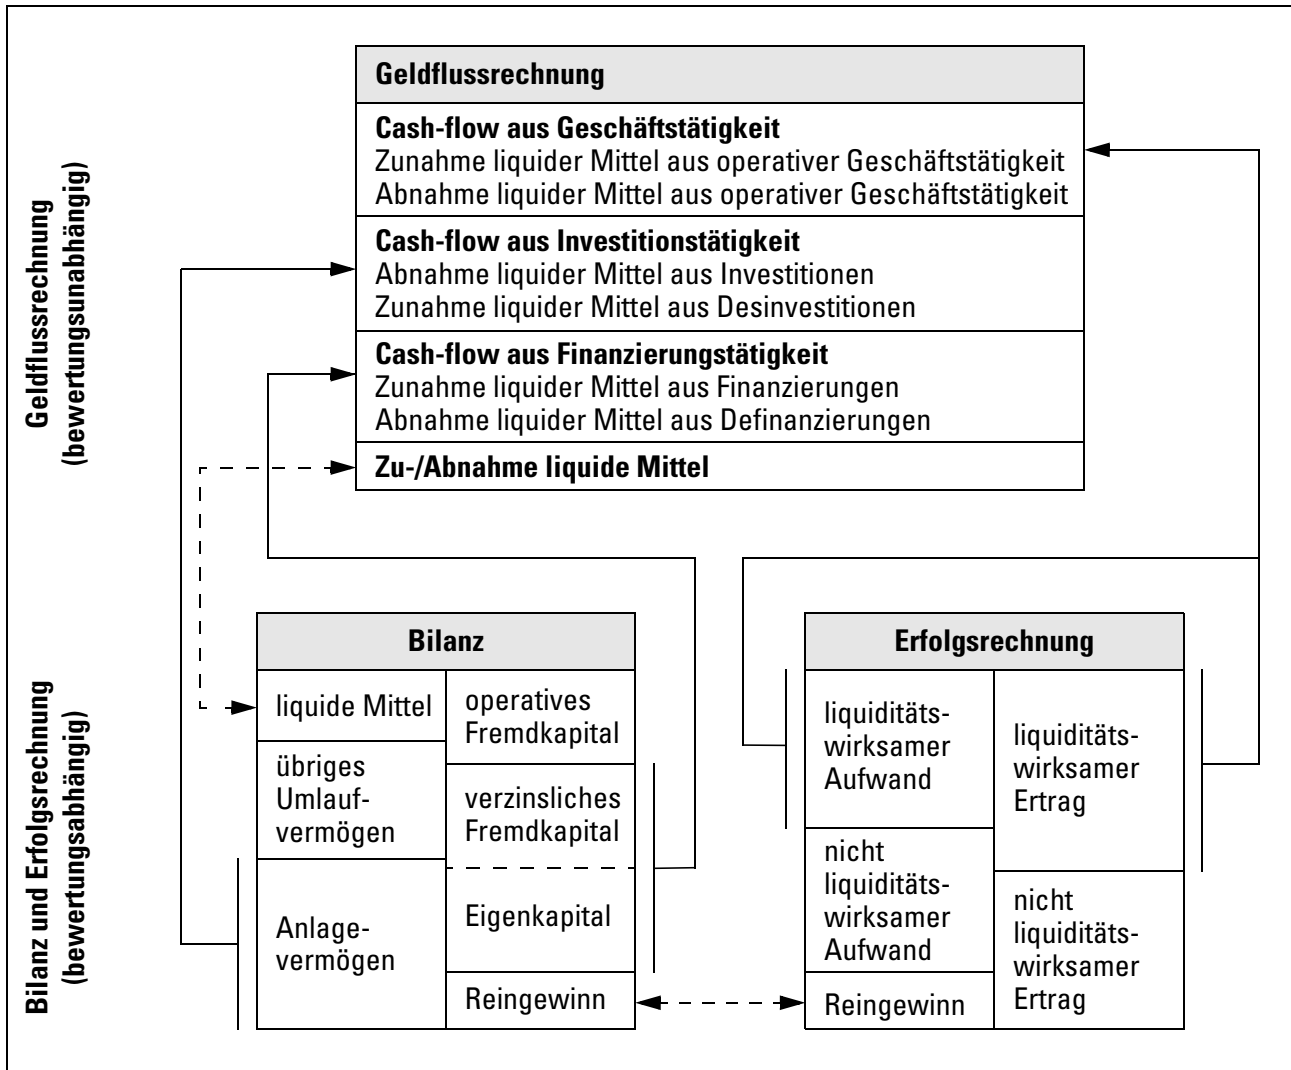 Geldflussrechnung
(bewertungsunabhängig)
Geldflussrechnung
Cash-flow aus Geschäftstätigkeit
Zunahme liquider Mittel aus operativer Geschäftstätigkeit
Abnahme liquider Mittel aus operativer Geschäftstätigkeit
Cash-flow aus Investitionstätigkeit
Abnahme liquider Mittel aus Investitionen
Zunahme liquider Mittel aus Desinvestitionen
Cash-flow aus Finanzierungstätigkeit
Zunahme liquider Mittel aus Finanzierungen
Abnahme liquider Mittel aus Definanzierungen
Zu-/Abnahme liquide Mittel
Bilanz und Erfolgsrechnung
(bewertungsabhängig)
Bilanz
liquide Mittel
übriges
Umlauf-
vermögen
Anlage-
vermögen
operatives
Fremdkapital
verzinsliches
Fremdkapital
Eigenkapital
Reingewinn
Erfolgsrechnung
liquiditäts-
wirksamer
Aufwand
nicht
liquiditäts-
wirksamer
Aufwand
Reingewinn
liquiditäts-
wirksamer
Ertrag
nicht
liquiditäts-
wirksamer
Ertrag